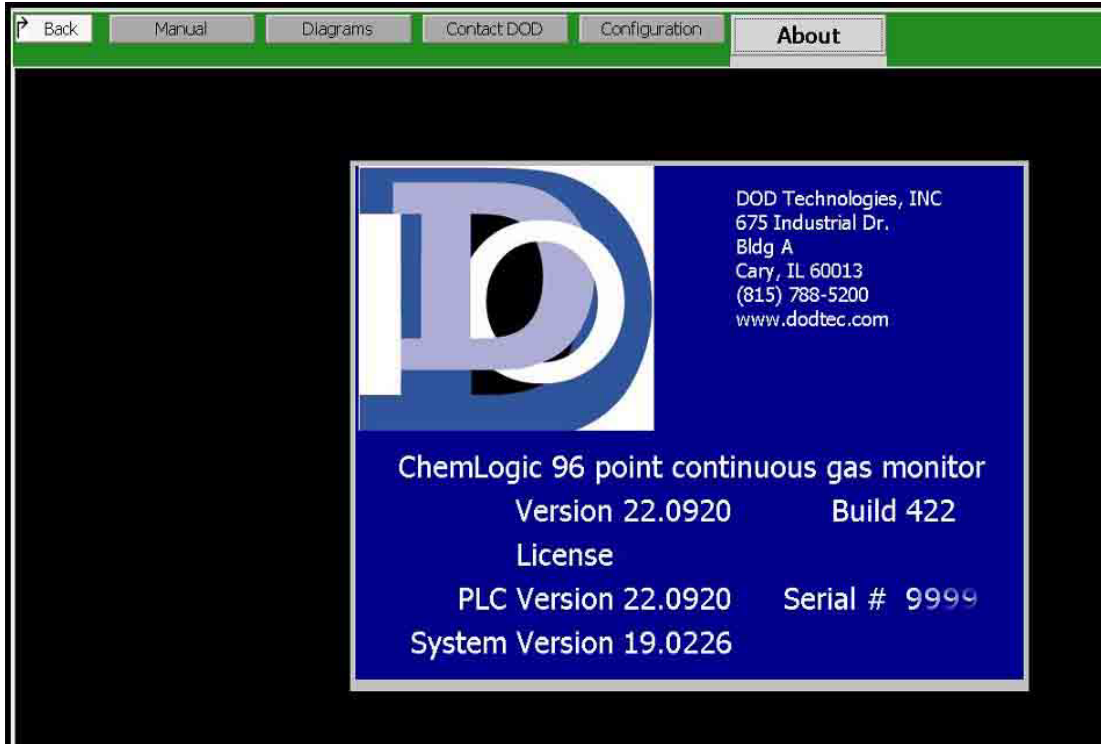 Back Manual Diagrams Contact DOD Configuration About
DOD Technologies, INC
675 Industrial Dr.
Bldg A
Cary, IL 60013
(815) 788-5200
www.dodtec.com
ChemLogic 96 point continuous gas monitor
Version 22.0920 Build 422
License
PLC Version 22.0920 Serial # 9999
System Version 19.0226